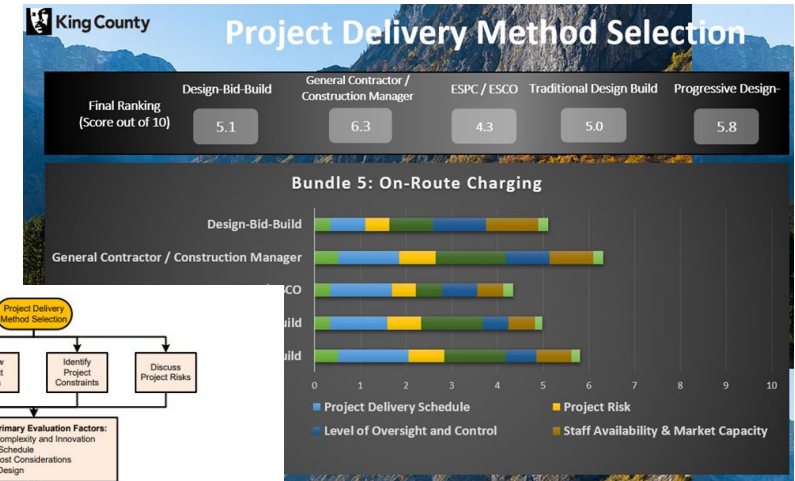 King County
Project Delivery Method Selection
Final Ranking
(Score out of 10)
Design-Bid-Build
5.1
General Contractor /
Construction Manager
6.3
ESPC / ESCO
4.3
Traditional Design Build
5.0
Progressive Design-
5.8
Bundle 5: On-Route Charging
Design-Bid-Build
General Contractor / Construction Manager
CO
ild
ild
0 1 2 3 4 5 6 7 8 9 10
Project Delivery Schedule
Project Risk
Level of Oversight and Control
Staff Availability & Market Capacity
Project Delivery
Method Selection
Identify
Project
Constraints
Discuss
Project Risks
rimary Evaluation Factors:
omplexity and Innovation
Schedule
ost Considerations
Design